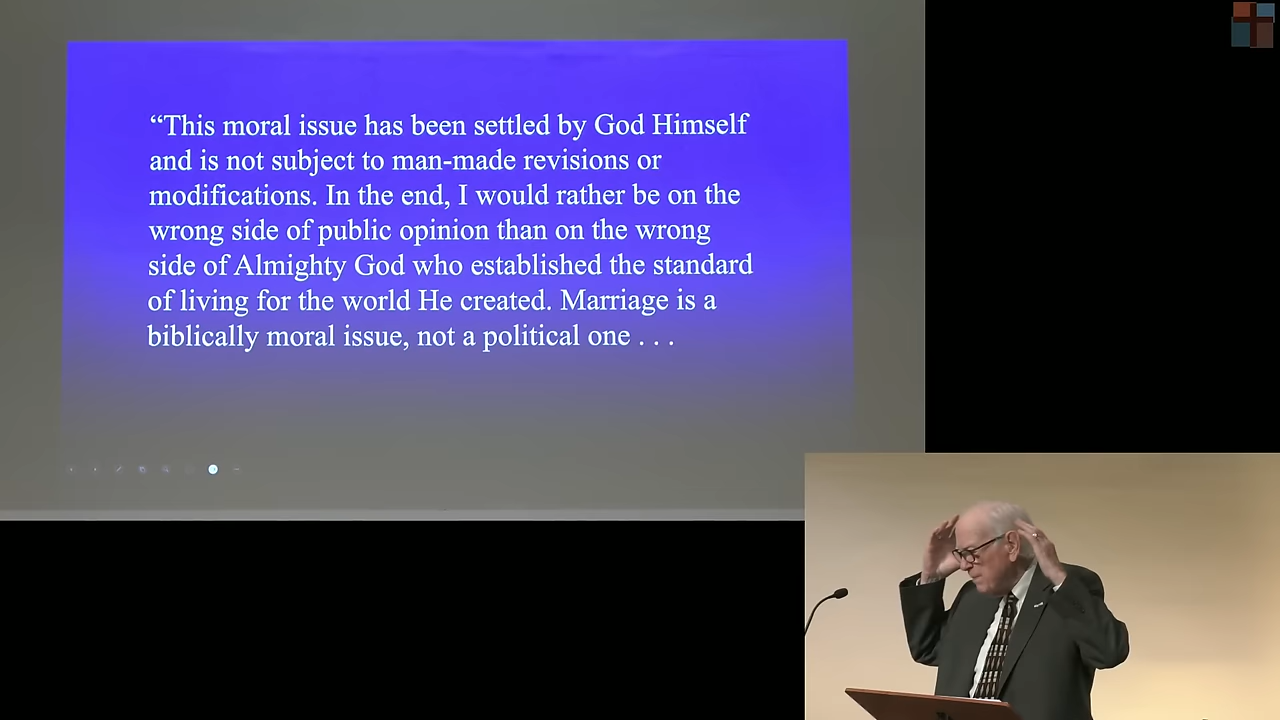 “This moral issue has been settled by God Himself
and is not subject to man-made revisions or
modifications. In the end, I would rather be on the
wrong side of public opinion than on the wrong
side of Almighty God who established the standard
of living for the world He created. Marriage is a
biblically moral issue, not a political one . . .